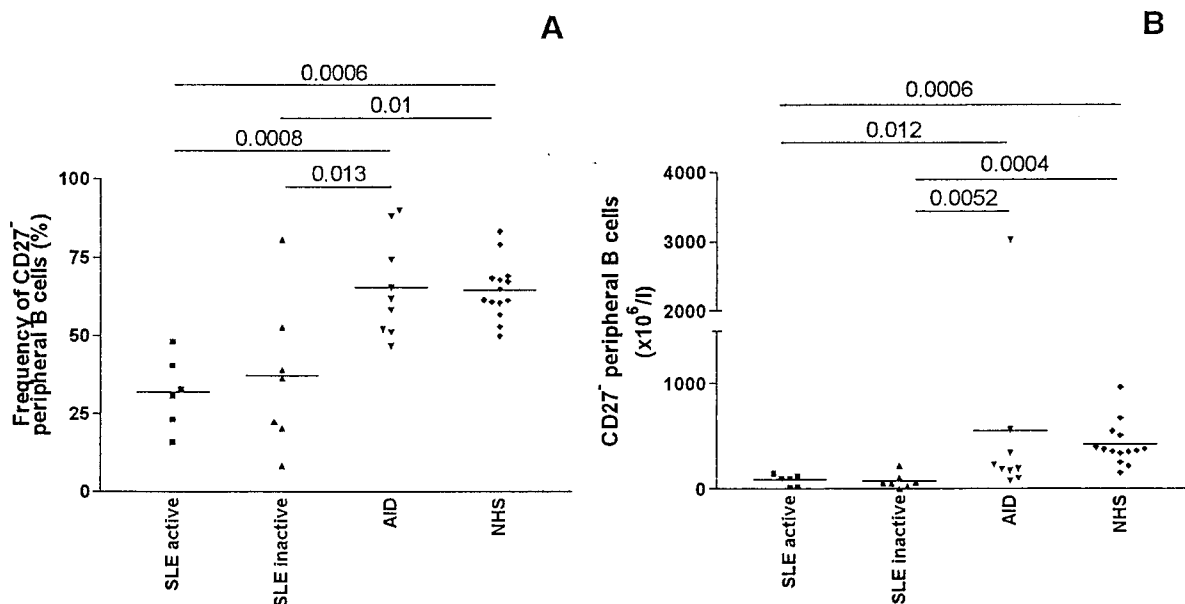 A
0.0006
0.01
0.0008
0.013
100
75
50
25
0
Frequency of CD27-
peripheral B cells (%)
SLE active
SLE inactive
AID
NHS
B
0.0006
0.012
0.0004
0.0052
4000
3000
2000
1000
0
CD27- peripheral B cells
(x10^6/l)
SLE active
SLE inactive
AID
NHS